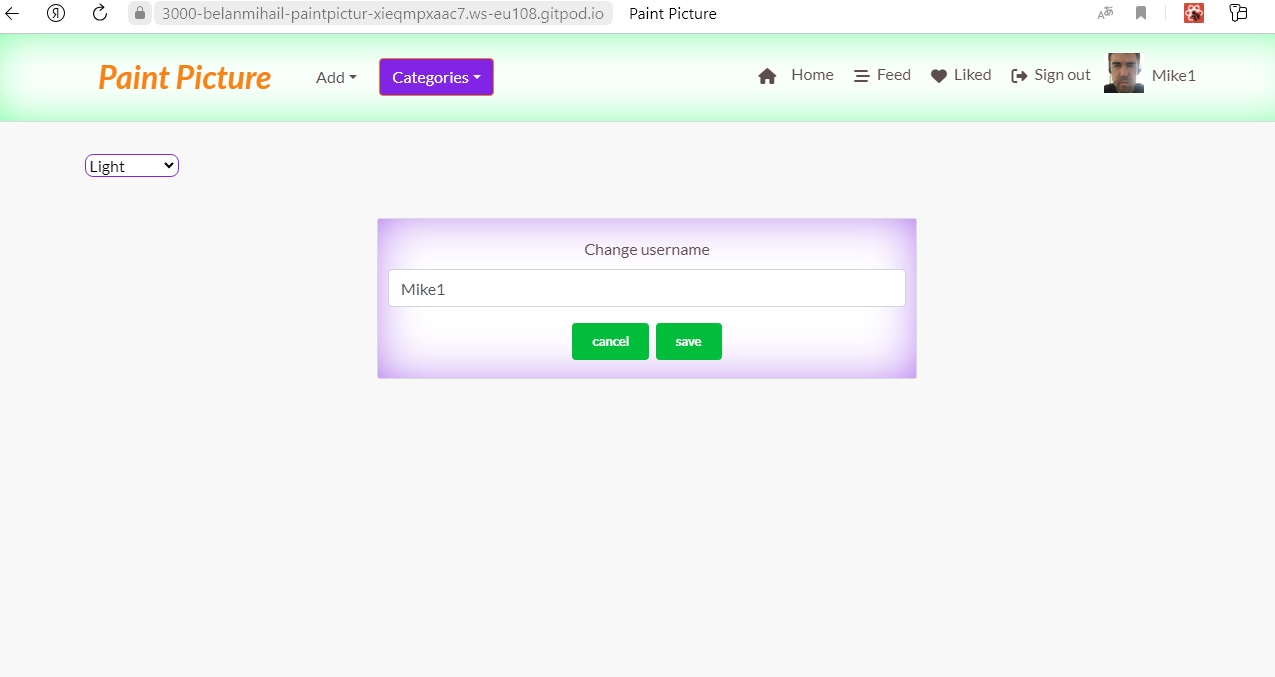 3000-belanmihail-paintpictur-xieqmpxaac7.ws-eu108.gitpod.io Paint Picture
Paint Picture Add Categories Home Feed Liked Sign out Mike1
Light
Change username
Mike1
cancel save